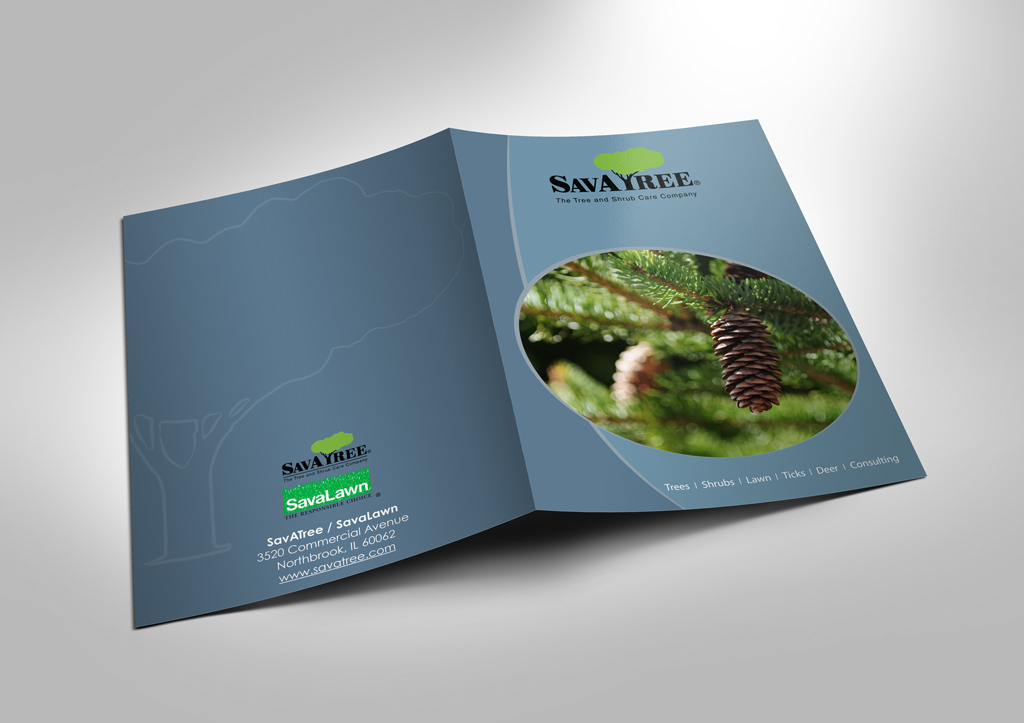 SAVATREE®
The Tree and Shrub Care Company
Trees | Shrubs | Lawn | Ticks | Deer | Consulting
SAVATREE®
The Tree and Shrub Care Company
SavaLawn®
THE RESPONSIBLE CHOICE
SavATree / SavaLawn
3520 Commercial Avenue
Northbrook, IL 60062
www.savatree.com